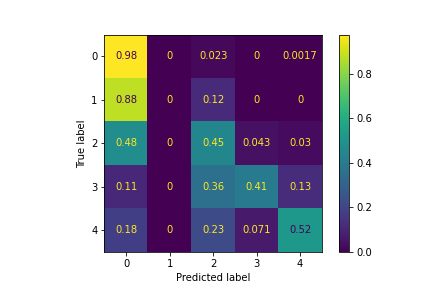 0 0.98 0 0.023 0 0.0017
1 0.88 0 0.12 0 0
2 0.48 0 0.45 0.043 0.03
3 0.11 0 0.36 0.41 0.13
4 0.18 0 0.23 0.071 0.52
0 1 2 3 4
Predicted label
True label
0.8
0.6
0.4
0.2
0.0